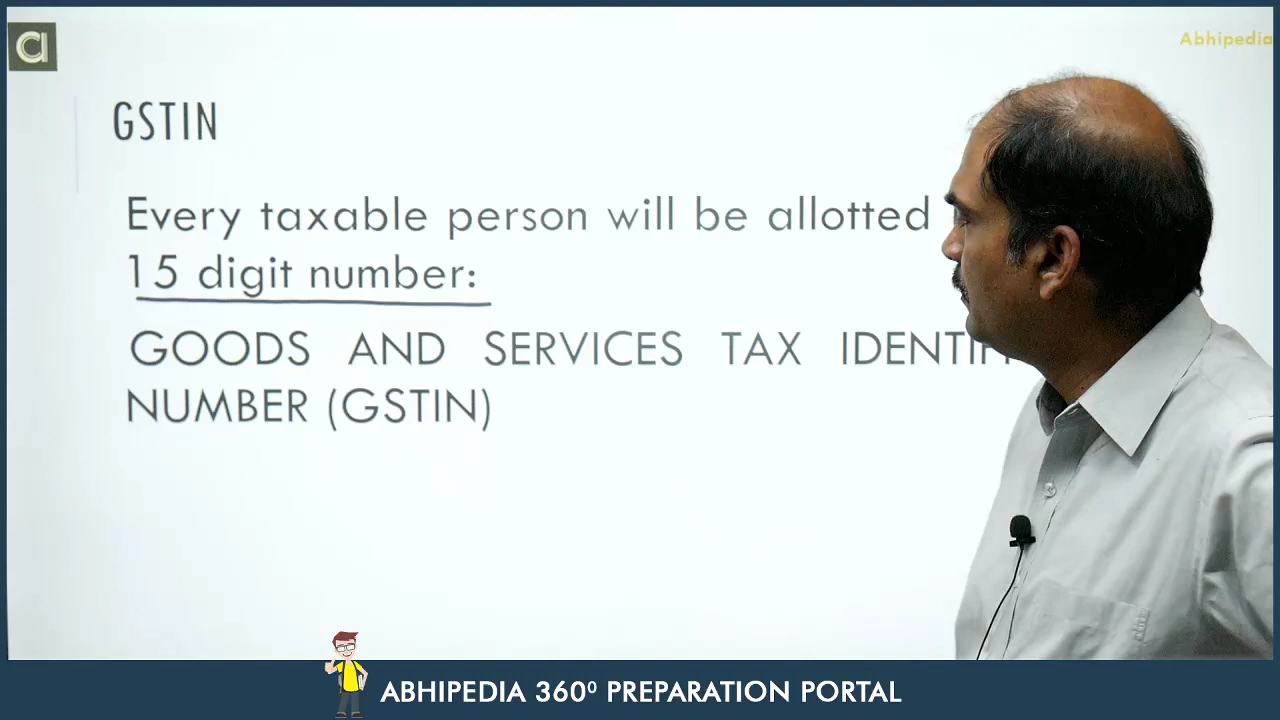 Abhipedia
GSTIN
Every taxable person will be allotted
15 digit number:
GOODS AND SERVICES TAX
NUMBER (GSTIN)
ABHIPEDIA 360⁰ PREPARATION PORTAL